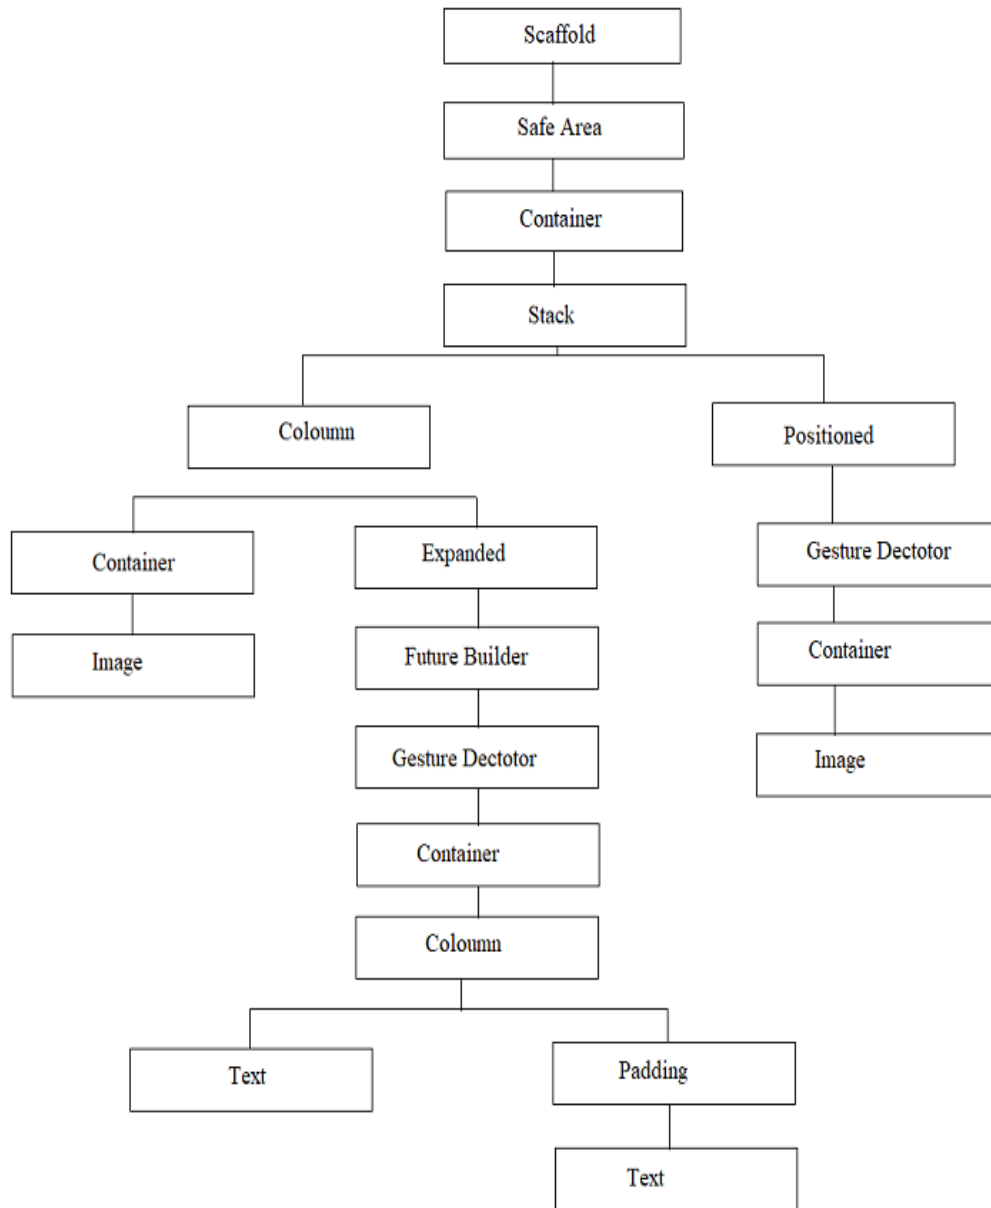 Scaffold
Safe Area
Container
Stack
Coloumn
Positioned
Container
Expanded
Gesture Dectotor
Image
Future Builder
Container
Gesture Dectotor
Image
Container
Coloumn
Text
Padding
Text